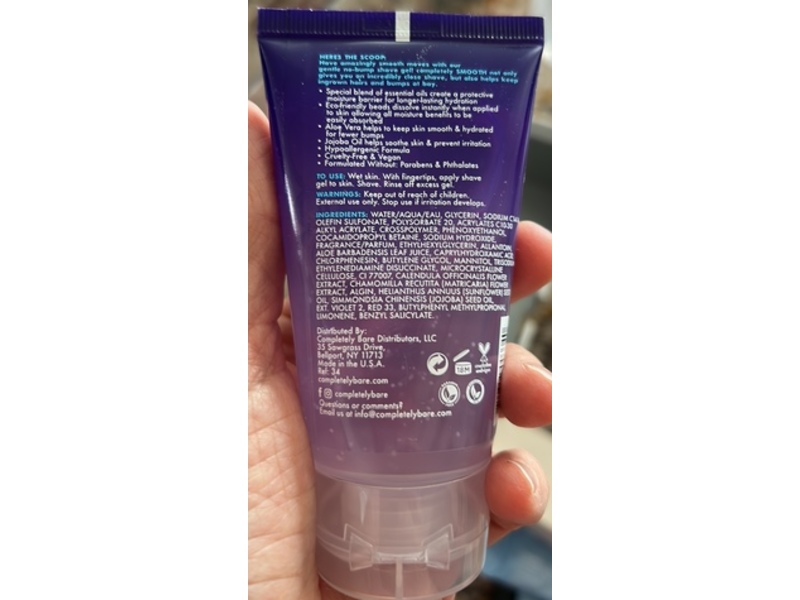 HERES THE SCOOP:
Have amazingly smooth moves with our
gentle no-bump shave gel! completely SMOOTH not only
gives you an incredibly close shave, but also helps keep
ingrown hairs and bumps at bay.
• Special blend of essential oils create a protective
moisture barrier for longer-lasting hydration
• Eco-friendly beads dissolve instantly when applied
to skin allowing all moisture benefits to be
easily absorbed
• Aloe Vera helps to keep skin smooth & hydrated
for fewer bumps
• Jojoba Oil helps soothe skin & prevent irritation
• Hypoallergenic Formula
• Cruelty-Free & Vegan
• Formulated Without: Parabens & Phthalates
TO USE: Wet skin. With fingertips, apply shave
gel to skin. Shave. Rinse off excess gel.
WARNINGS: Keep out of reach of children.
External use only. Stop use if irritation develops.
INGREDIENTS: WATER/AQUA/EAU, GLYCERIN, SODIUM
OLEFIN SULFONATE, POLYSORBATE 20, ACRYLATES C10-30
ALKYL ACRYLATE, CROSSPOLYMER, PHENOXYETHANOL,
COCAMIDOPROPYL BETAINE, SODIUM HYDROXIDE,
FRAGRANCE/PARFUM, ETHYLHEXYLGLYCERIN, ALLANTOIN,
ALOE BARBADENSIS LEAF JUICE, CAPRYLHYDROXAMIC ACID,
CHLORPHENESIN, BUTYLENE GLYCOL, MANNITOL, TRISODIUM
ETHYLENEDIAMINE DISUCCINATE, MICROCRYSTALLINE
CELLULOSE, CI 77007, CALENDULA OFFICINALIS FLOWER
EXTRACT, CHAMOMILLA RECUTITA (MATRICARIA) FLOWER
EXTRACT, ALGIN, HELIANTHUS ANNUUS (SUNFLOWER) SEED
OIL, SIMMONDSIA CHINENSIS (JOJOBA) SEED OIL,
EXT. VIOLET 2, RED 33, BUTYLPHENYL METHYLPROPIONAL,
LIMONENE, BENZYL SALICYLATE.
Distributed By:
Completely Bare Distributors, LLC
35 Sawgrass Drive,
Bellport, NY 11713
Made in the U.S.A.
Ref: 34
completelybare.com
completelybare
Questions or comments?
Email us at info@completelybare.com
18M